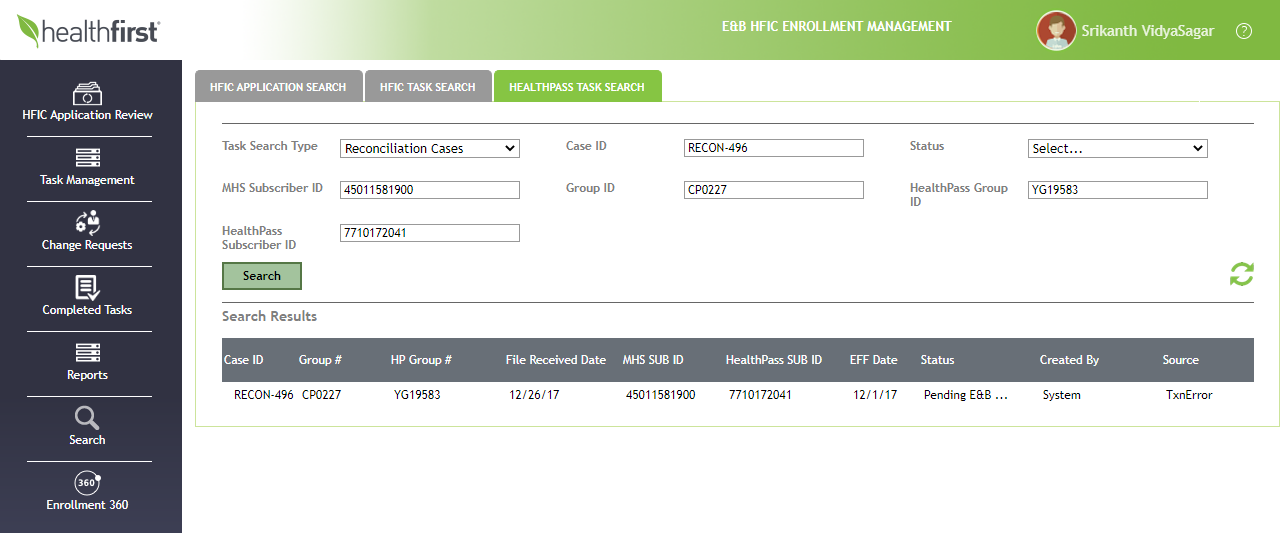 healthfirst
E&B HFIC ENROLLMENT MANAGEMENT
Srikanth VidyaSagar
?
HFIC Application Review
Task Management
Change Requests
Completed Tasks
Reports
Search
360
Enrollment 360
HFIC APPLICATION SEARCH HFIC TASK SEARCH HEALTHPASS TASK SEARCH
Task Search Type Reconciliation Cases Case ID RECON-496 Status Select...
MHS Subscriber ID 45011581900 Group ID CP0227 HealthPass Group
ID YG19583
HealthPass
Subscriber ID 7710172041
Search
Search Results
Case ID Group # HP Group # File Received Date MHS SUB ID HealthPass SUB ID EFF Date Status Created By Source
RECON-496 CP0227 YG19583 12/26/17 45011581900 7710172041 12/1/17 Pending E&B ... System TxnError